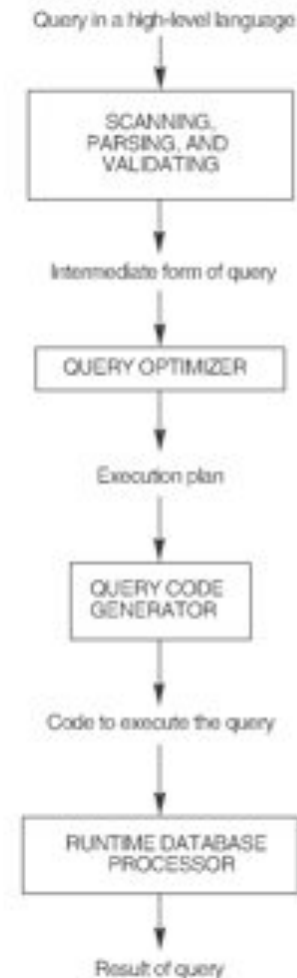 Query in a high-level language
SCANNING,
PARSING, AND
VALIDATING
Intermediate form of query
QUERY OPTIMIZER
Execution plan
QUERY CODE
GENERATOR
Code to execute the query
RUNTIME DATABASE
PROCESSOR
Result of query